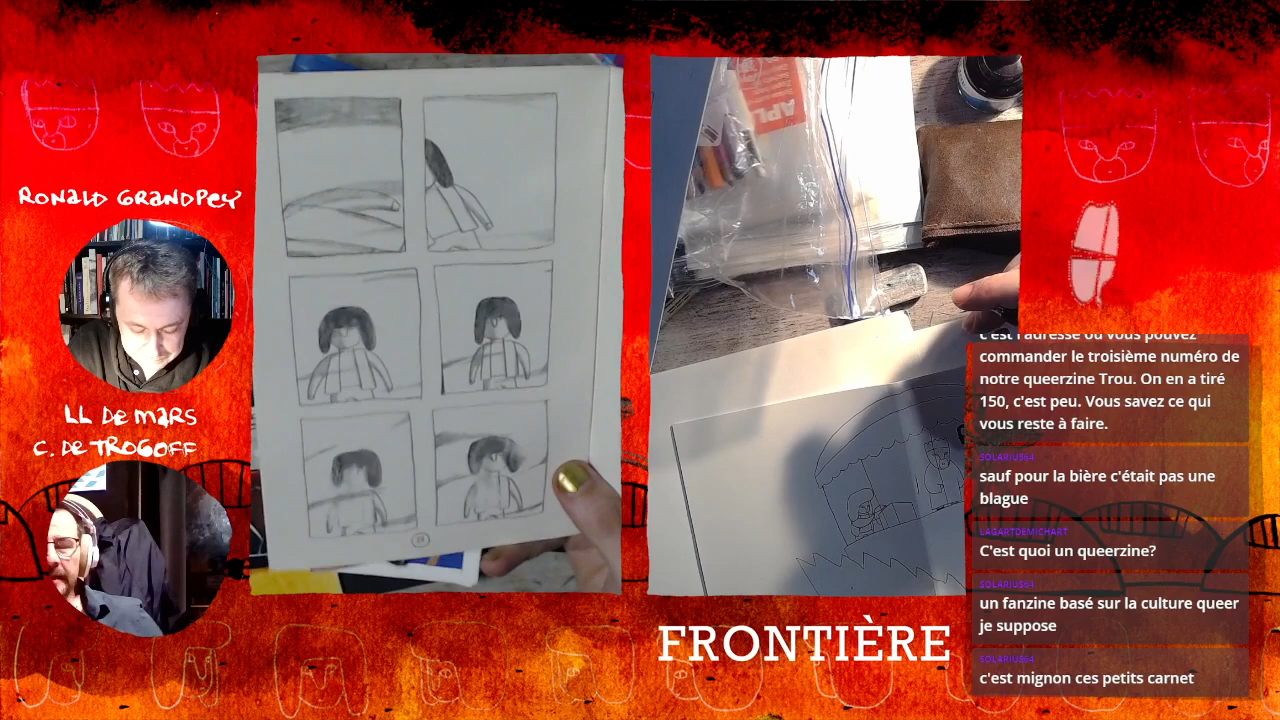 RONALD GRANDPEY
LL DE MARS
C. DE TROGOFF
APLI
FRONTIÈRE
c'est l'adresse où vous pouvez
commander le troisième numéro de
notre queerzine Trou. On en a tiré
150, c'est peu. Vous savez ce qui
vous reste à faire.
SOLARIUS64
sauf pour la bière c'était pas une
blague
LAGARTDEMICHART
C'est quoi un queerzine?
SOLARIUS64
un fanzine basé sur la culture queer
je suppose
SOLARIUS64
c'est mignon ces petits carnet